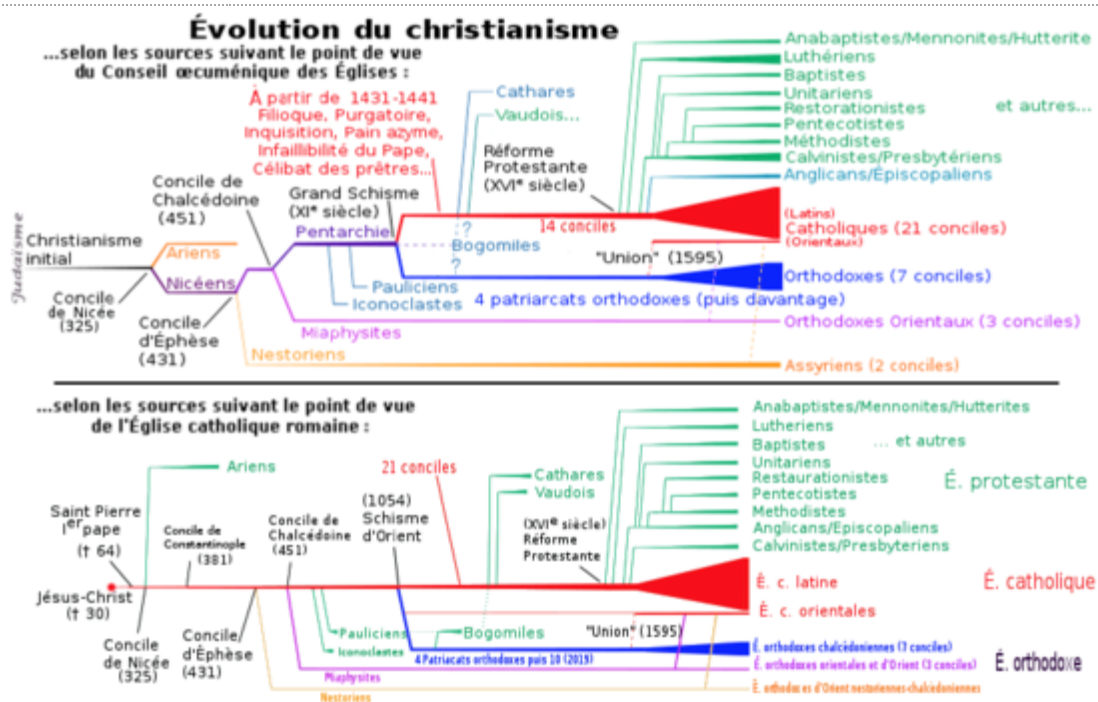 Évolution du christianisme
...selon les sources suivant le point de vue
du Conseil œcuménique des Églises :
À partir de 1431-1441
Filioque, Purgatoire,
Inquisition, Pain azyme,
Infaillibilité du Pape,
Célibat des prêtres...
Cathares
Vaudois...
Réforme
Protestante
(XVIe siècle)
Anabaptistes/Mennonites/Hutterite
Luthériens
Baptistes
Unitariens
Restorationistes
et autres...
Pentecotistes
Méthodistes
Calvinistes/Presbytériens
Anglicans/Épiscopaliens
Concile de
Chalcédoine
(451)
Grand Schisme
(XIe siècle)
Pentarchie
?
Bogomiles
?
14 conciles
(Latins)
Catholiques (21 conciles)
(Orientaux)
"Union" (1595)
Judaïsme
Christianisme
initial
Ariens
Nicéens
Pauliciens
Iconoclastes
Orthodoxes (7 conciles)
4 patriarcats orthodoxes (puis davantage)
Concile
de Nicée
(325)
Concile
d'Éphèse
(431)
Miaphysites
Orthodoxes Orientaux (3 conciles)
Nestoriens
Assyriens (2 conciles)
...selon les sources suivant le point de vue
de l'Église catholique romaine :
Anabaptistes/Mennonites/Hutterites
Lutheriens
Baptistes
... et autres
Unitariens
Restaurationistes
Pentecotistes
Methodistes
Anglicans/Episcopaliens
Calvinistes/Presbyteriens
É. protestante
Ariens
21 conciles
Cathares
Vaudois
Saint Pierre
Ier pape
(† 64)
Concile de
Constantinople
(381)
Concile de
Chalcédoine
(451)
(1054)
Schisme
d'Orient
(XVIe siècle)
Réforme
Protestante
É. c. latine
É. catholique
É. c. orientales
Jésus-Christ
(† 30)
Concile
de Nicée
(325)
Concile
d'Éphèse
(431)
Pauliciens
Iconoclastes
Bogomiles
"Union" (1595)
4 Patriacats orthodoxes puis 10 (2019)
É. orthodoxes chalcédoniennes (7 conciles)
É. orthodoxes orientales et d'Orient (3 conciles)
É. orthodoxe
Miaphysites
Nestoriens
É. orthodoxes d'Orient nestoriennes-chalcédoniennes